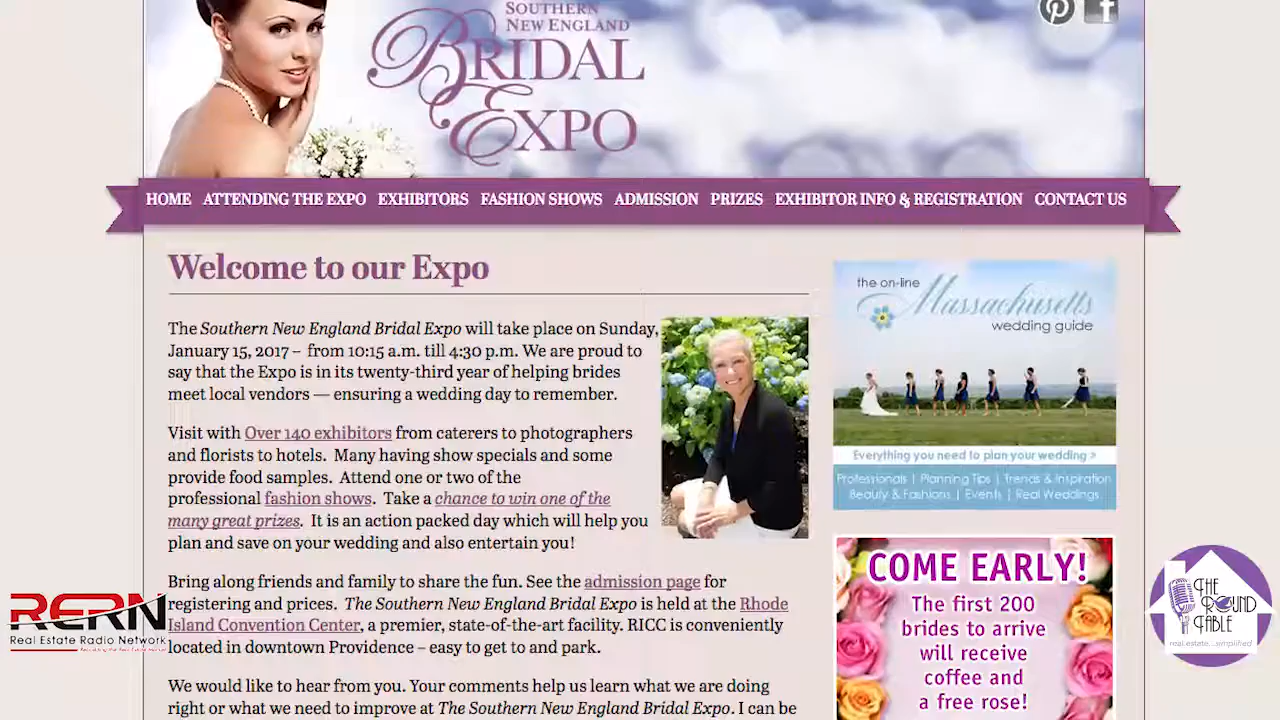 SOUTHERN
NEW ENGLAND
BRIDAL
EXPO
HOME ATTENDING THE EXPO EXHIBITORS FASHION SHOWS ADMISSION PRIZES EXHIBITOR INFO & REGISTRATION CONTACT US
Welcome to our Expo
The Southern New England Bridal Expo will take place on Sunday,
January 15, 2017 – from 10:15 a.m. till 4:30 p.m. We are proud to
say that the Expo is in its twenty-third year of helping brides
meet local vendors — ensuring a wedding day to remember.
Visit with Over 140 exhibitors from caterers to photographers
and florists to hotels. Many having show specials and some
provide food samples. Attend one or two of the
professional fashion shows. Take a chance to win one of the
many great prizes. It is an action packed day which will help you
plan and save on your wedding and also entertain you!
Bring along friends and family to share the fun. See the admission page for
registering and prices. The Southern New England Bridal Expo is held at the Rhode
Island Convention Center, a premier, state-of-the-art facility. RICC is conveniently
located in downtown Providence – easy to get to and park.
We would like to hear from you. Your comments help us learn what we are doing
right or what we need to improve at The Southern New England Bridal Expo. I can be
the on-line
Massachusetts
wedding guide
Everything you need to plan your wedding >
Professionals | Planning Tips | Trends & Inspiration
Beauty & Fashions | Events | Real Weddings
COME EARLY!
The first 200
brides to arrive
will receive
coffee and
a free rose!
RERN
Real Estate Radio Network
THE
ROUND
TABLE
real estate...simplified